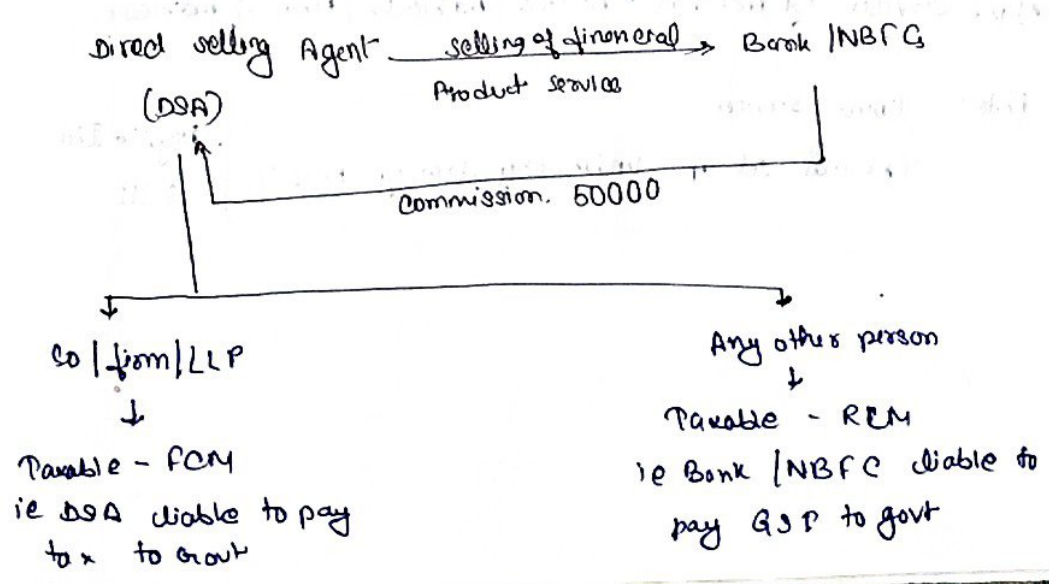 Direct selling Agent selling of financial Bank /NBFC
(DSA) Product service
Commission. 50000
Co / firm / LLP
Any other person
Taxable - FCM
ie DSA liable to pay
tax to Govt
Taxable - RCM
ie Bank / NBFC liable to
pay GST to govt